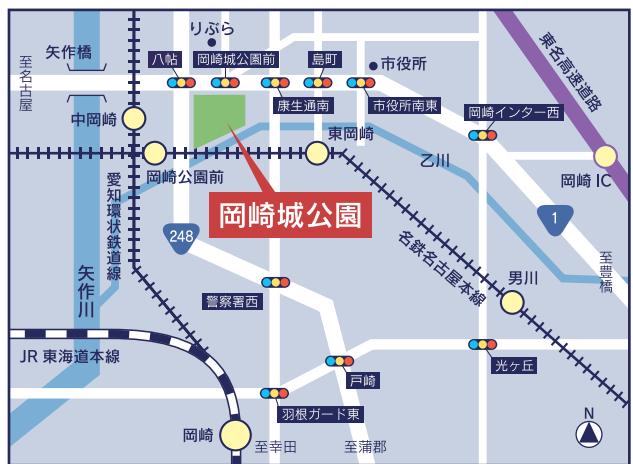 りぶら
矢作橋
至名古屋
八帖
岡崎城公園前
島町
市役所
東名高速道路
康生通南
市役所南東
岡崎インター西
中岡崎
東岡崎
乙川
岡崎公園前
岡崎IC
愛知環状鉄道線
岡崎城公園
1
248
名鉄名古屋本線
至豊橋
矢作川
男川
警察署西
JR東海道本線
光ヶ丘
戸崎
羽根ガード東
岡崎
至幸田
至蒲郡
N